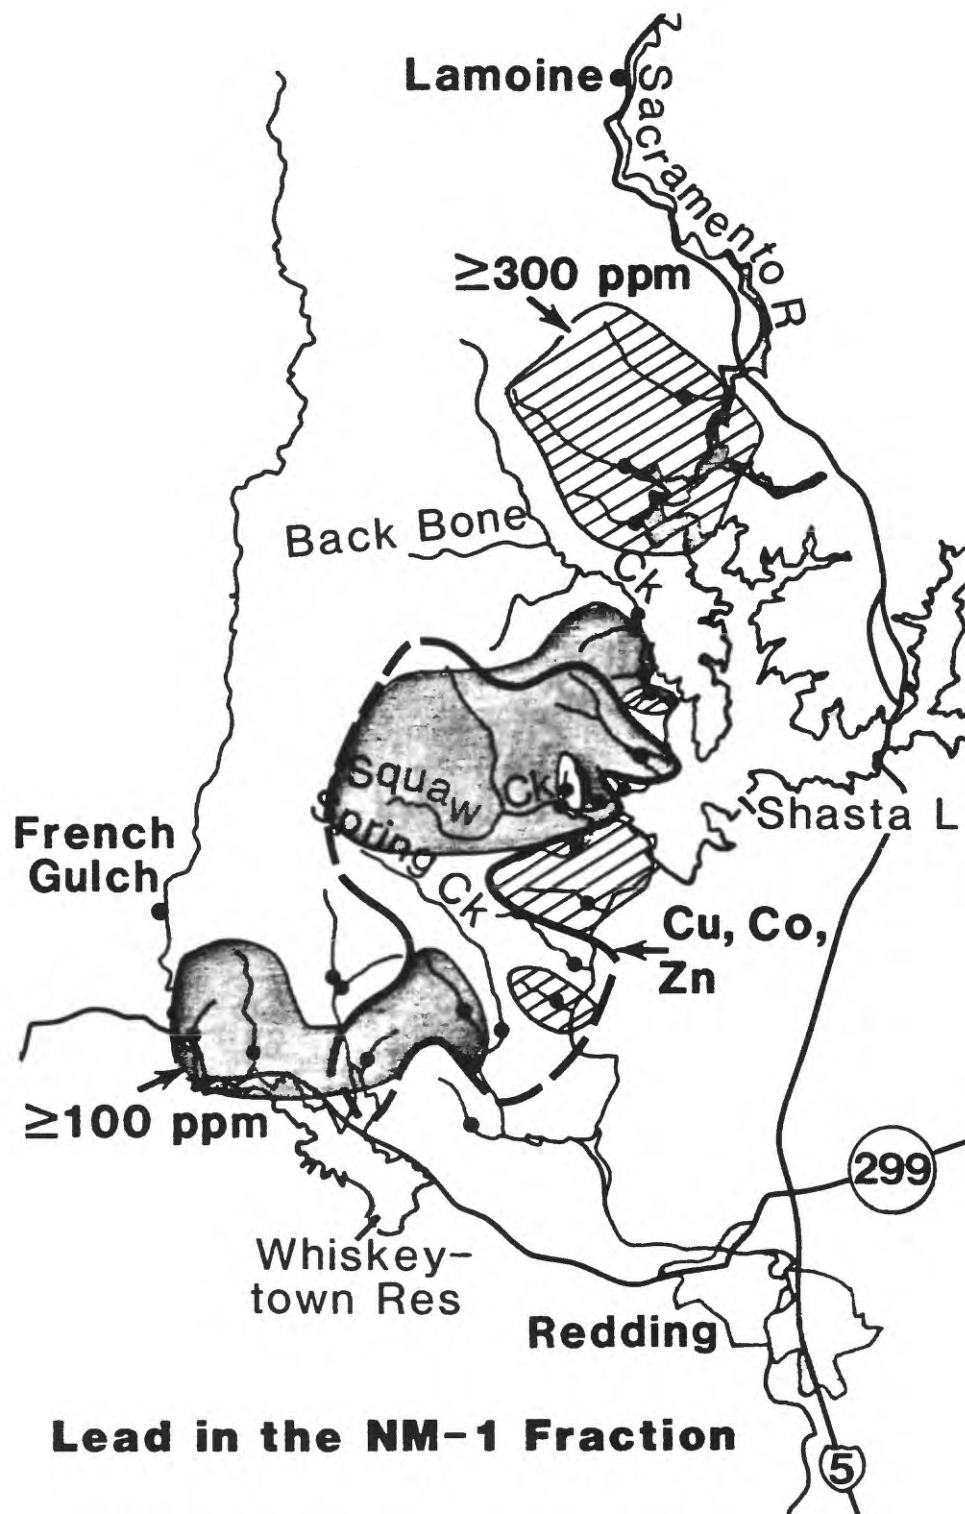 Lamoine
Sacramento R
≥300 ppm
Back Bone
Ck
Squaw
Ck
Spring
Ck
Shasta L
French
Gulch
Cu, Co,
Zn
≥100 ppm
299
Whiskey-
town Res
Redding
Lead in the NM-1 Fraction
5